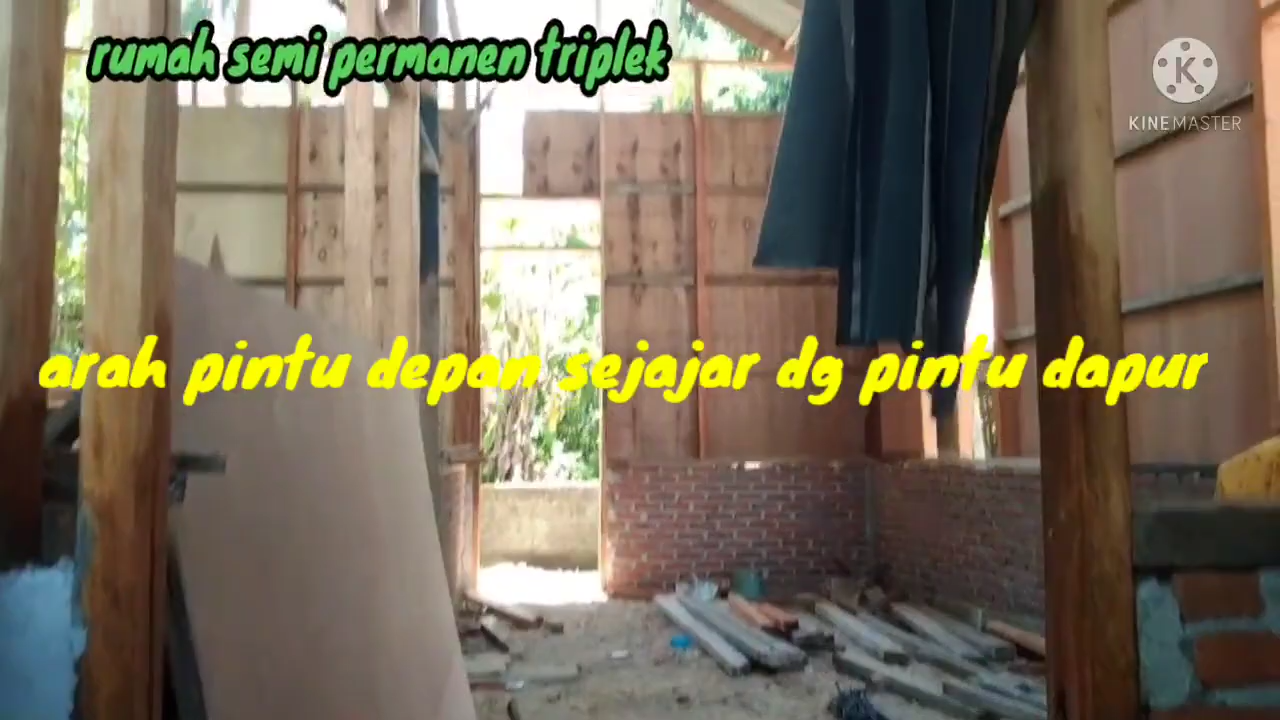 rumah semi permanen triplek
K
KINEMASTER
arah pintu depan sejajar dg pintu dapur